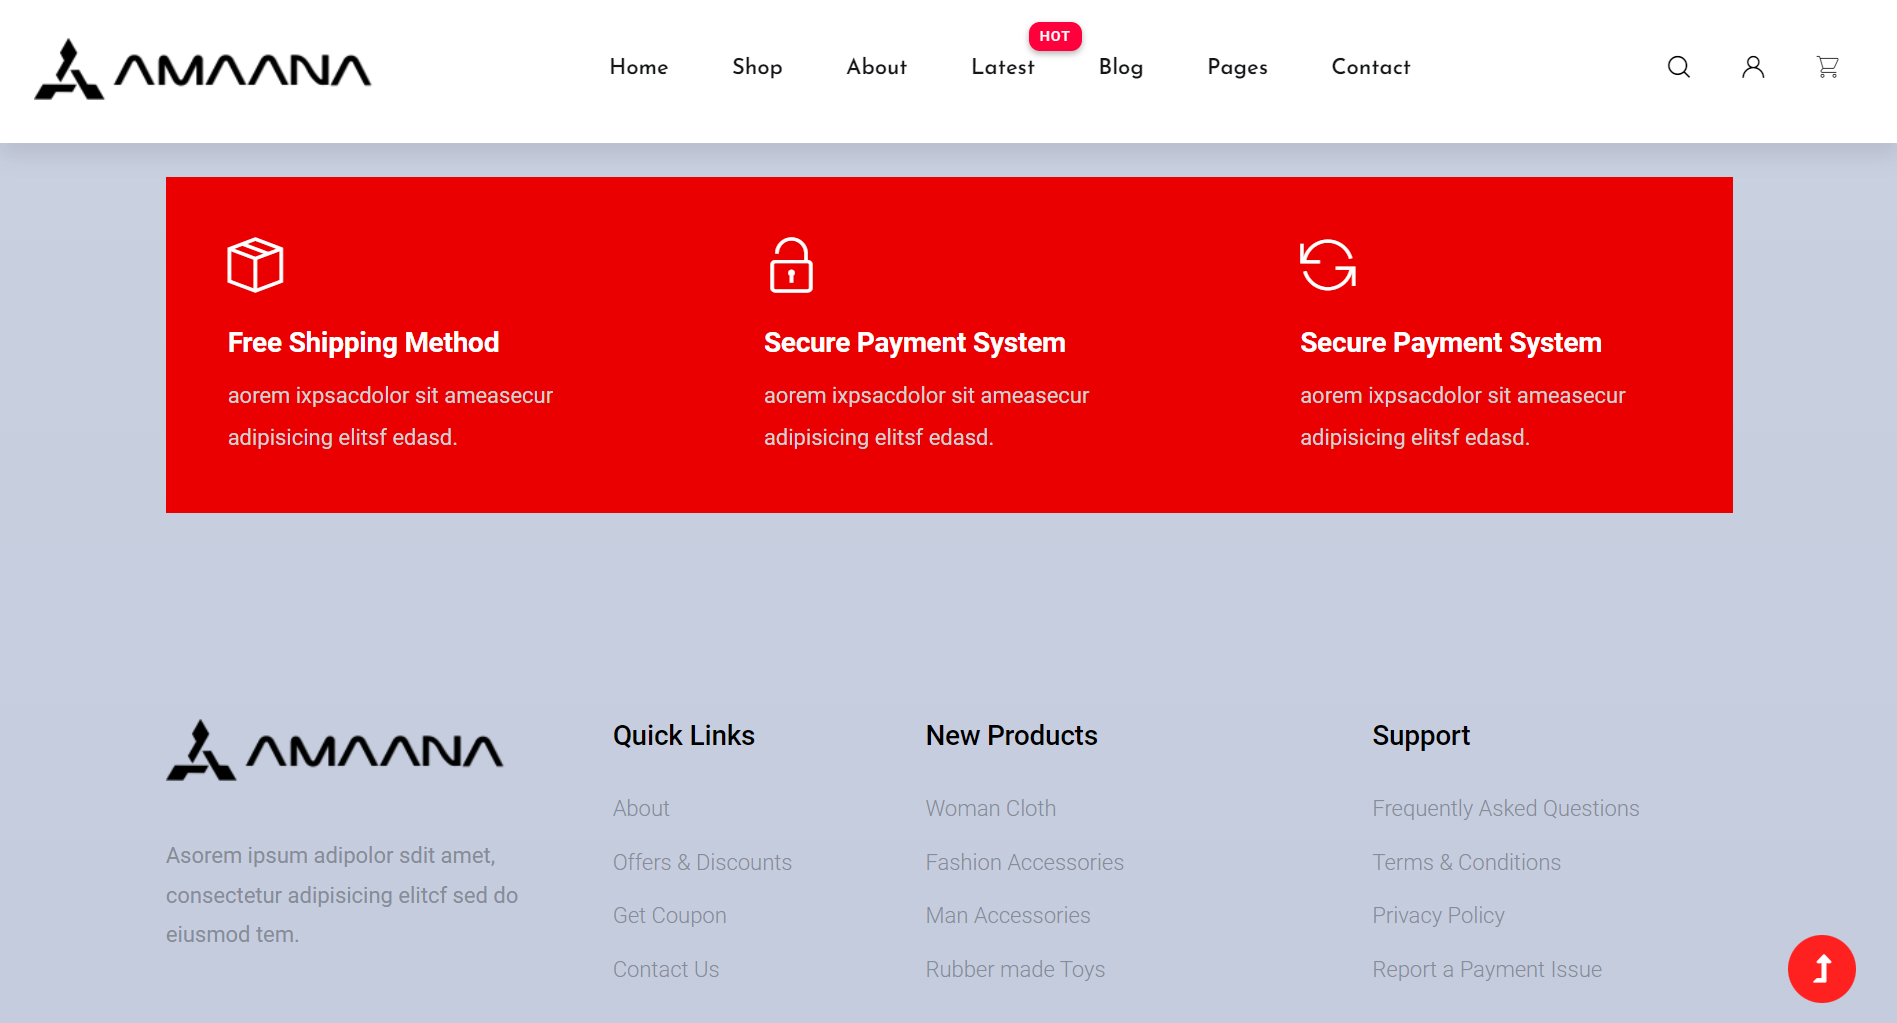 AMAANA
Home Shop About Latest HOT Blog Pages Contact
Free Shipping Method
aorem ixpsacdolor sit ameasecur
adipisicing elitsf edasd.
Secure Payment System
aorem ixpsacdolor sit ameasecur
adipisicing elitsf edasd.
Secure Payment System
aorem ixpsacdolor sit ameasecur
adipisicing elitsf edasd.
AMAANA
Asorem ipsum adipolor sdit amet,
consectetur adipisicing elitcf sed do
eiusmod tem.
Quick Links
About
Offers & Discounts
Get Coupon
Contact Us
New Products
Woman Cloth
Fashion Accessories
Man Accessories
Rubber made Toys
Support
Frequently Asked Questions
Terms & Conditions
Privacy Policy
Report a Payment Issue